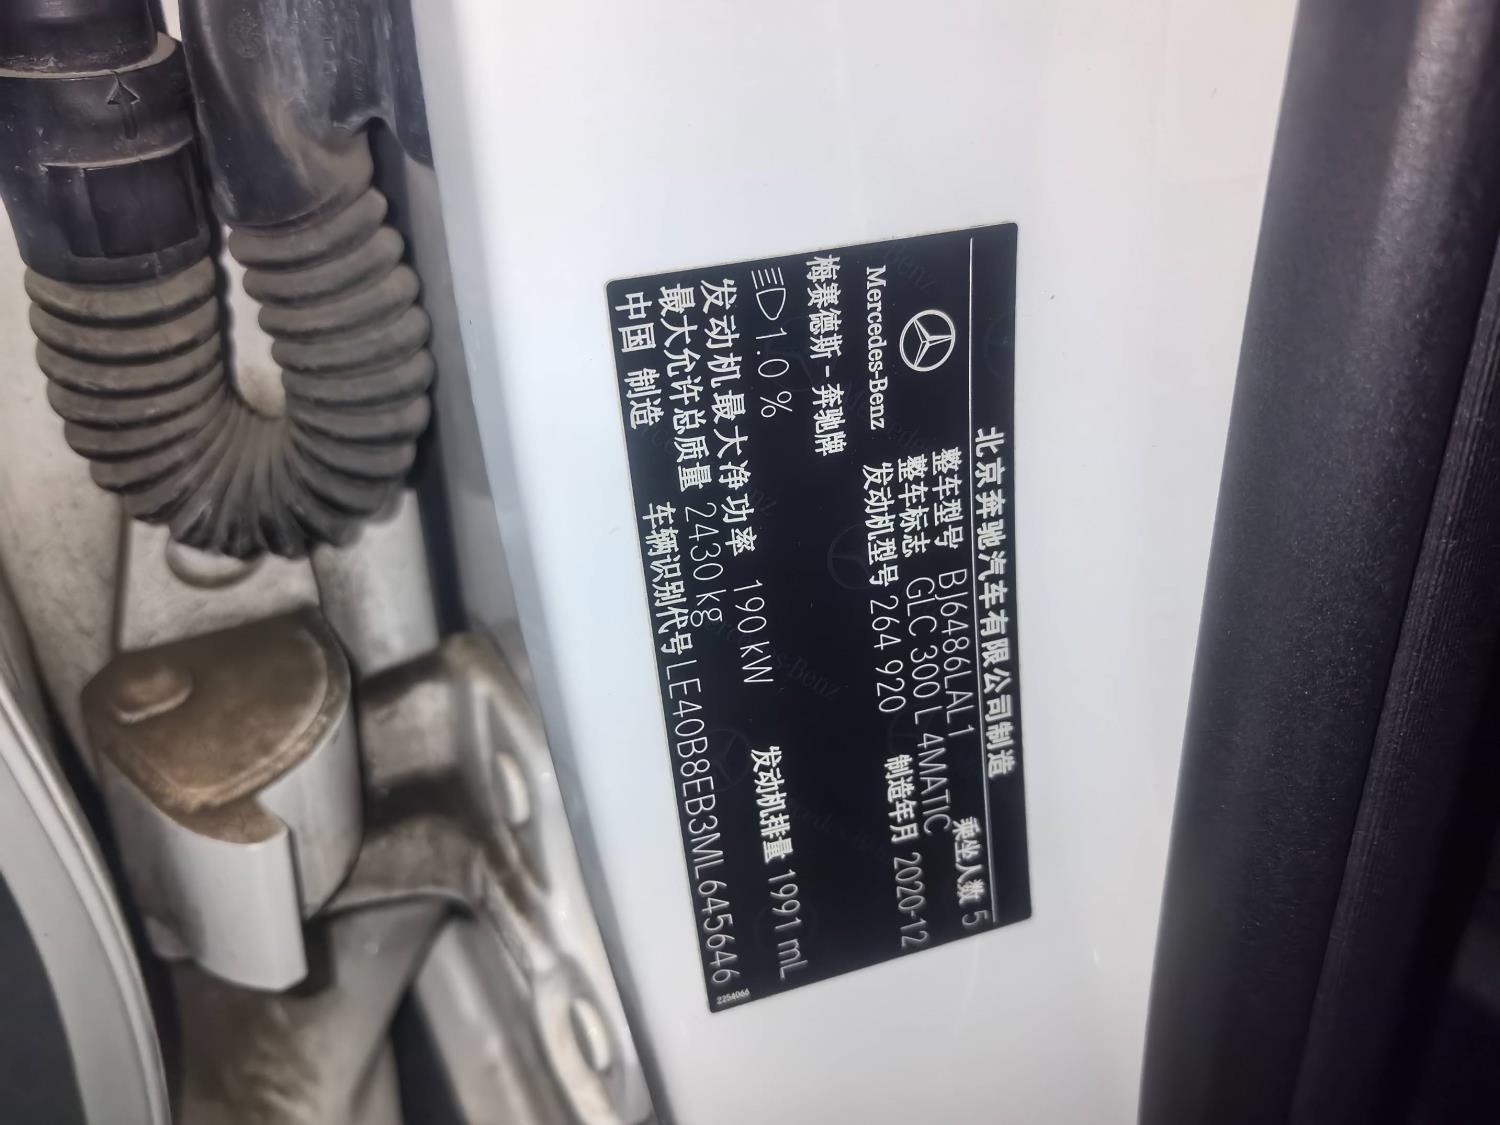 北京奔驰汽车有限公司制造
Mercedes-Benz
整车型号 BJ6486LAL1 乘坐人数 5
整车标志 GLC 300 L 4MATIC
发动机型号 264 920 制造年月 2020-12
梅赛德斯-奔驰牌
1.0%
发动机最大净功率 190 kW 发动机排量 1991 mL
最大允许总质量 2430 kg
中国 制造 车辆识别代号 LE40B8EB3ML645646
2254066